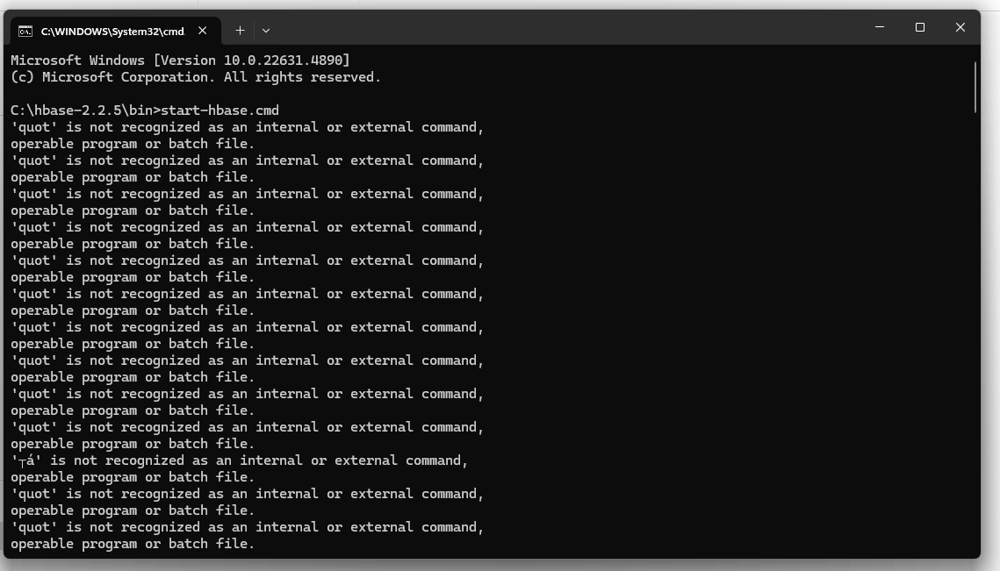 C:\WINDOWS\System32\cmd.
Microsoft Windows [Version 10.0.22631.4890]
(c) Microsoft Corporation. All rights reserved.
C:\hbase-2.2.5\bin>start-hbase.cmd
'quot' is not recognized as an internal or external command,
operable program or batch file.
'quot' is not recognized as an internal or external command,
operable program or batch file.
'quot' is not recognized as an internal or external command,
operable program or batch file.
'quot' is not recognized as an internal or external command,
operable program or batch file.
'quot' is not recognized as an internal or external command,
operable program or batch file.
'quot' is not recognized as an internal or external command,
operable program or batch file.
'quot' is not recognized as an internal or external command,
operable program or batch file.
'quot' is not recognized as an internal or external command,
operable program or batch file.
'quot' is not recognized as an internal or external command,
operable program or batch file.
'quot' is not recognized as an internal or external command,
operable program or batch file.
'┬á' is not recognized as an internal or external command,
operable program or batch file.
'quot' is not recognized as an internal or external command,
operable program or batch file.
'quot' is not recognized as an internal or external command,
operable program or batch file.